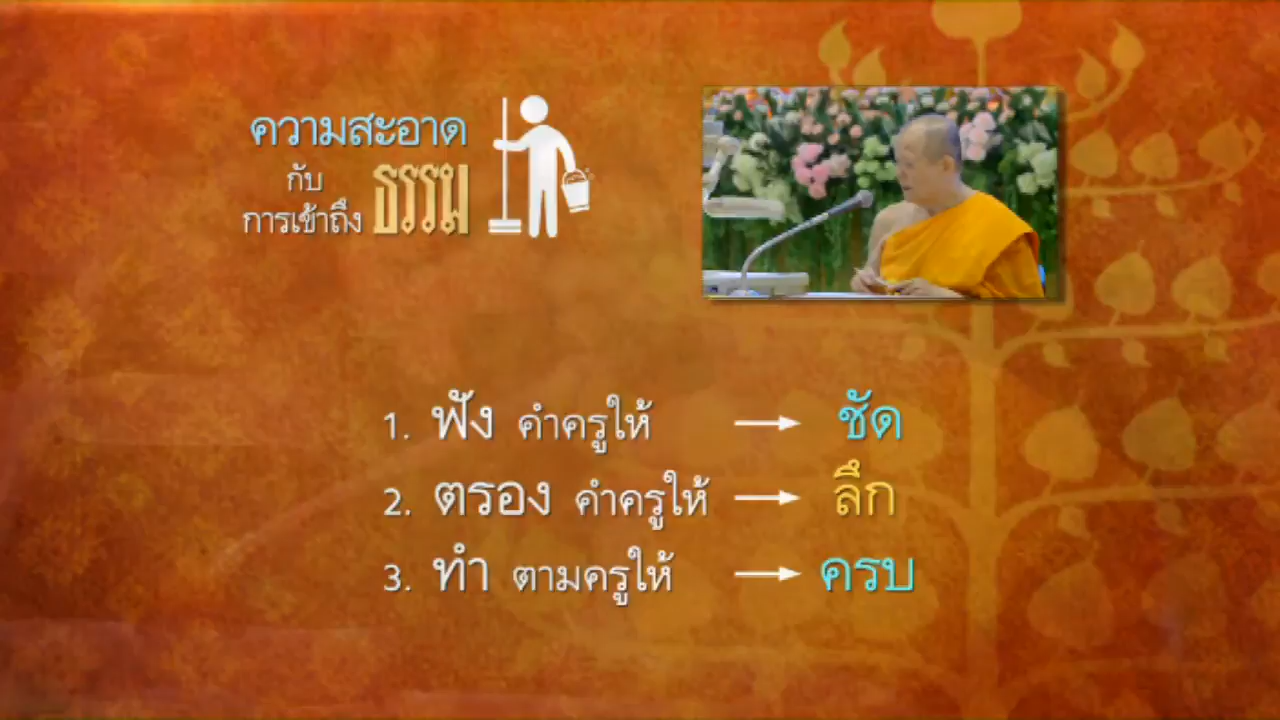 ความสะอาด
กับ
การเข้าถึง ธรรม
1. ฟัง คำครูให้ → ชัด
2. ตรอง คำครูให้ → ลึก
3. ทำ ตามครูให้ → ครบ